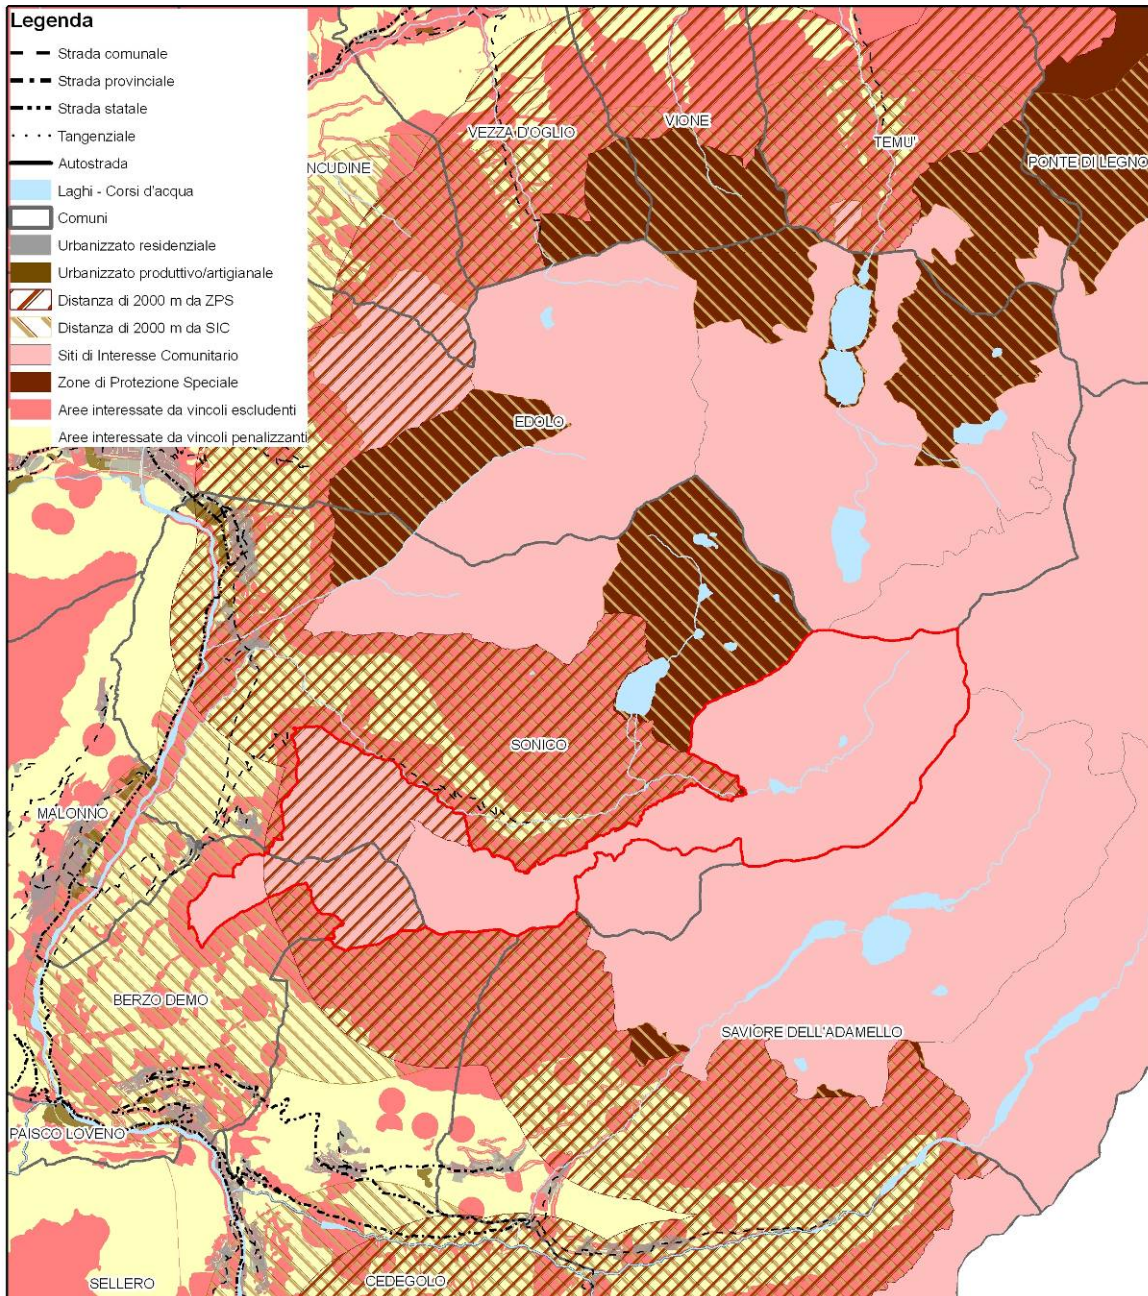 Legenda
Strada comunale
Strada provinciale
Strada statale
Tangenziale
Autostrada
Laghi - Corsi d'acqua
Comuni
Urbanizzato residenziale
Urbanizzato produttivo/artigianale
Distanza di 2000 m da ZPS
Distanza di 2000 m da SIC
Siti di Interesse Comunitario
Zone di Protezione Speciale
Aree interessate da vincoli escludenti
Aree interessate da vincoli penalizzanti
VEZZA D'OGLIO
VIONE
TEMU'
PONTE DI LEGNO
NCUDINE
EDOLO
SONICO
MALONNO
BERZO DEMO
SAVIORE DELL'ADAMELLO
PAISCO LOVENO
SELLERO
CEDEGOLO